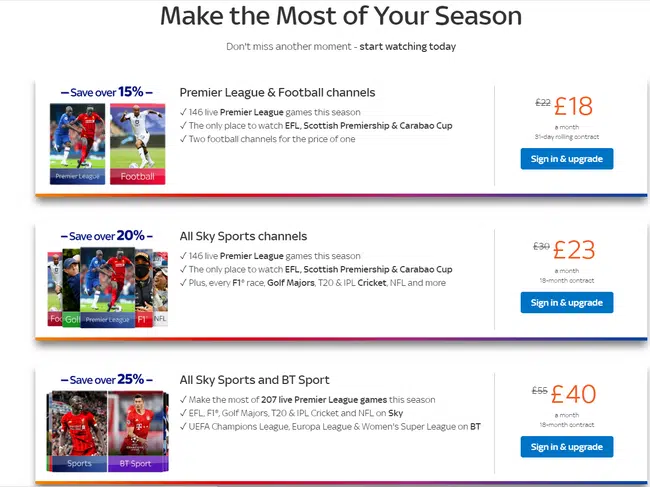 Make the Most of Your Season
Don't miss another moment - start watching today
– Save over 15% –
Premier League
Football
Premier League & Football channels
✓ 146 live Premier League games this season
✓ The only place to watch EFL, Scottish Premiership & Carabao Cup
✓ Two football channels for the price of one
£22 £18
a month
31-day rolling contract
Sign in & upgrade
– Save over 20% –
Foo
Gol
Premier League
F1
NFL
All Sky Sports channels
✓ 146 live Premier League games this season
✓ The only place to watch EFL, Scottish Premiership & Carabao Cup
✓ Plus, every F1® race, Golf Majors, T20 & IPL Cricket, NFL and more
£30 £23
a month
18-month contract
Sign in & upgrade
– Save over 25% –
Sports
BT Sport
All Sky Sports and BT Sport
✓ Make the most of 207 live Premier League games this season
✓ EFL, F1®, Golf Majors, T20 & IPL Cricket and NFL on Sky
✓ UEFA Champions League, Europa League & Women's Super League on BT
£55 £40
a month
18-month contract
Sign in & upgrade